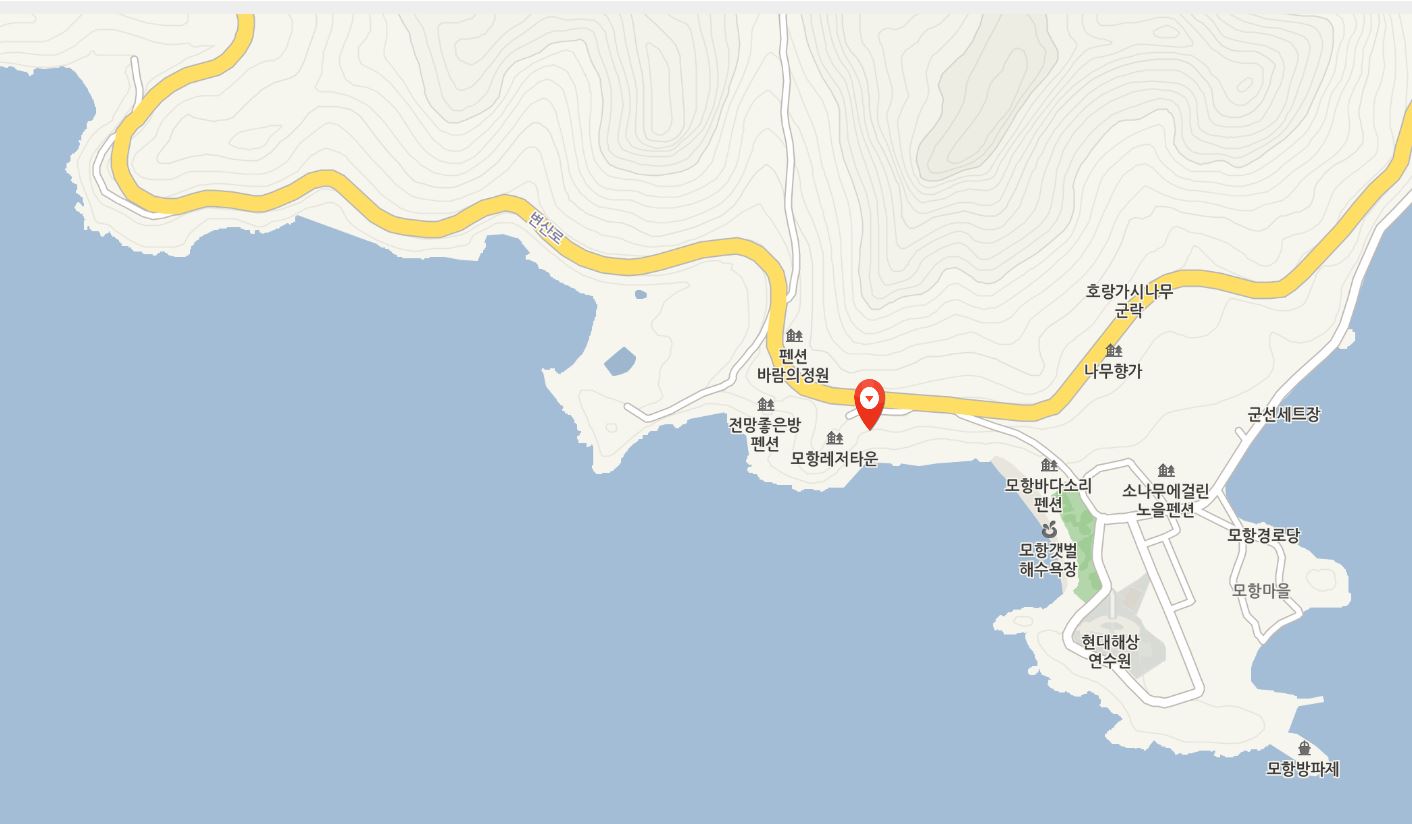 변산로
호랑가시나무
군락
펜션
바람의정원
나무향가
전망좋은방
펜션
모항레저타운
군선세트장
모항바다소리
펜션
소나무에걸린
노을펜션
모항갯벌
해수욕장
모항경로당
모항마을
현대해상
연수원
모항방파제